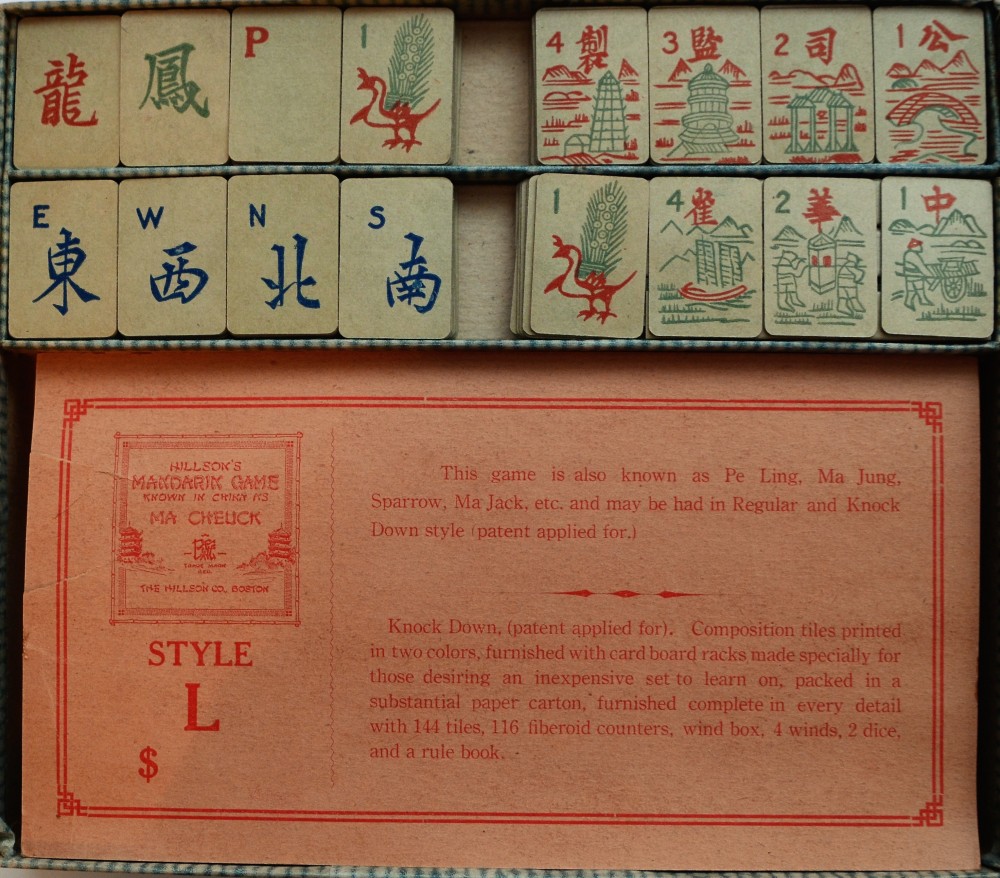 龍 鳳 P 1 4 製 3 監 2 司 1 公
E W N S 1 4 雀 2 華 1 中
東 西 北 南
HILLSON'S
MANDARIN GAME
KNOWN IN CHINA AS
MA CHEUCK
TRADE MARK
THE HILLSON CO. BOSTON
STYLE
L
$
This game is also known as Pe Ling, Ma Jung,
Sparrow, Ma Jack, etc. and may be had in Regular and Knock
Down style (patent applied for.)
Knock Down, (patent applied for). Composition tiles printed
in two colors, furnished with card board racks made specially for
those desiring an inexpensive set to learn on, packed in a
substantial paper carton, furnished complete in every detail
with 144 tiles, 116 fiberoid counters, wind box, 4 winds, 2 dice,
and a rule book.